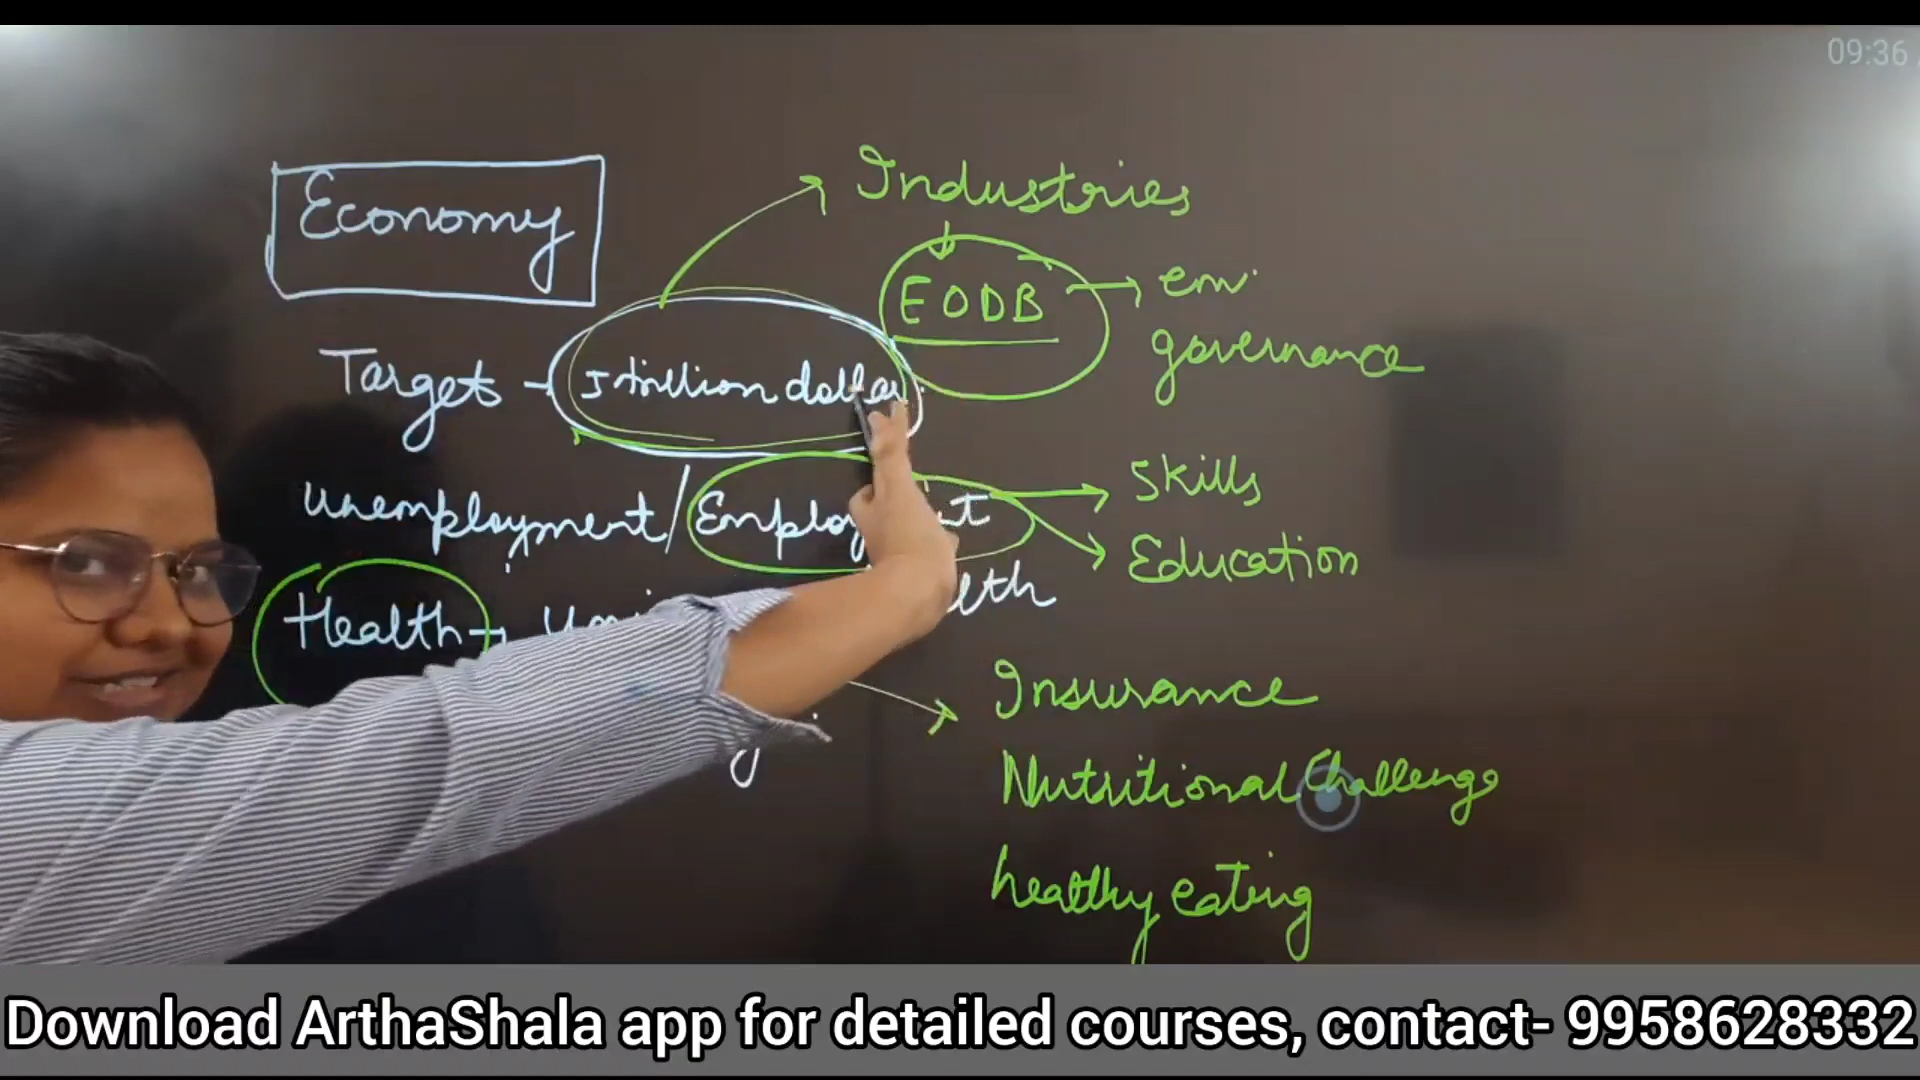 09:36
Economy
Industries
EODB → env.
governance
Target - 5 trillion dollar.
Skills
Unemployment/Employment
Education
Health →
Insurance
Nutritional Challenge
healthy eating
Download ArthaShala app for detailed courses, contact- 9958628332